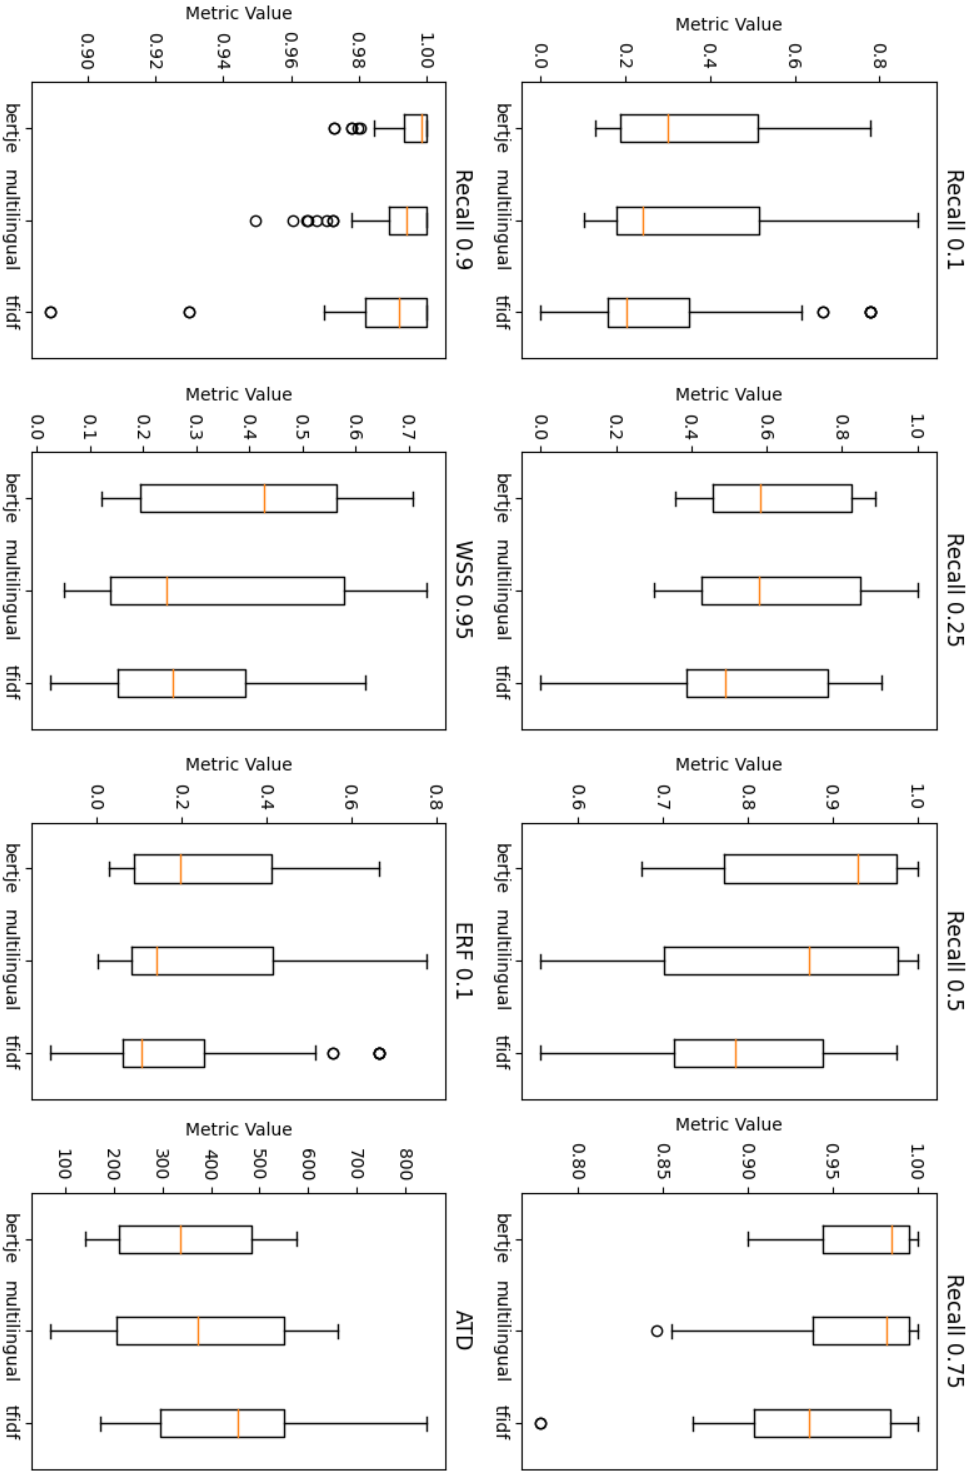 Recall 0.1
Metric Value
0.8
0.6
0.4
0.2
0.0
bertje
multilingual
tfidf
Recall 0.25
Metric Value
1.0
0.8
0.6
0.4
0.2
0.0
bertje
multilingual
tfidf
Recall 0.5
Metric Value
1.0
0.9
0.8
0.7
0.6
bertje
multilingual
tfidf
Recall 0.75
Metric Value
1.00
0.95
0.90
0.85
0.80
bertje
multilingual
tfidf
Recall 0.9
Metric Value
1.00
0.98
0.96
0.94
0.92
0.90
bertje
multilingual
tfidf
WSS 0.95
Metric Value
0.7
0.6
0.5
0.4
0.3
0.2
0.1
0.0
bertje
multilingual
tfidf
ERF 0.1
Metric Value
0.8
0.6
0.4
0.2
0.0
bertje
multilingual
tfidf
ATD
Metric Value
800
700
600
500
400
300
200
100
bertje
multilingual
tfidf